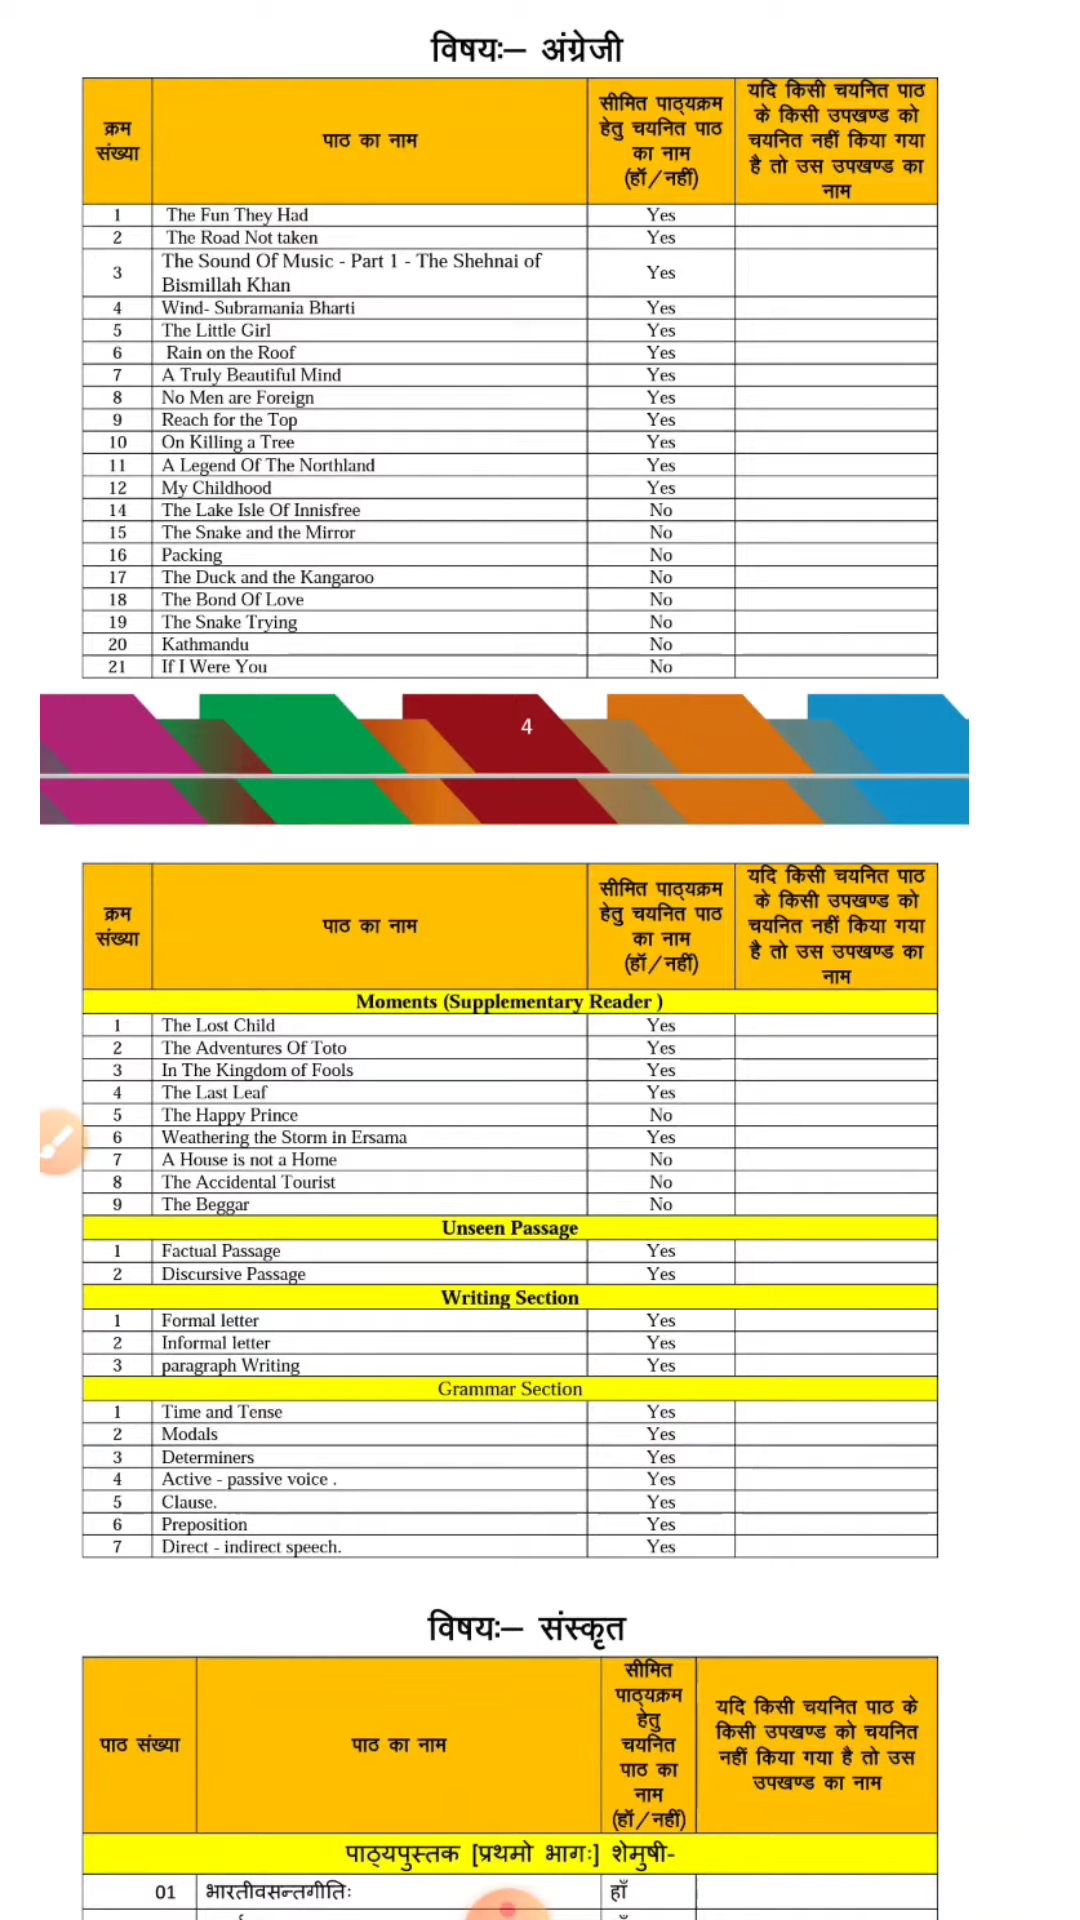 विषयः– अंग्रेजी
क्रम संख्या | पाठ का नाम | सीमित पाठ्यक्रम हेतु चयनित पाठ का नाम (हॉं/नहीं) | यदि किसी चयनित पाठ के किसी उपखण्ड को चयनित नहीं किया गया है तो उस उपखण्ड का नाम
1 The Fun They Had Yes
2 The Road Not taken Yes
3 The Sound Of Music - Part 1 - The Shehnai of Bismillah Khan Yes
4 Wind- Subramania Bharti Yes
5 The Little Girl Yes
6 Rain on the Roof Yes
7 A Truly Beautiful Mind Yes
8 No Men are Foreign Yes
9 Reach for the Top Yes
10 On Killing a Tree Yes
11 A Legend Of The Northland Yes
12 My Childhood Yes
14 The Lake Isle Of Innisfree No
15 The Snake and the Mirror No
16 Packing No
17 The Duck and the Kangaroo No
18 The Bond Of Love No
19 The Snake Trying No
20 Kathmandu No
21 If I Were You No
4
क्रम संख्या | पाठ का नाम | सीमित पाठ्यक्रम हेतु चयनित पाठ का नाम (हॉं/नहीं) | यदि किसी चयनित पाठ के किसी उपखण्ड को चयनित नहीं किया गया है तो उस उपखण्ड का नाम
Moments (Supplementary Reader )
1 The Lost Child Yes
2 The Adventures Of Toto Yes
3 In The Kingdom of Fools Yes
4 The Last Leaf Yes
5 The Happy Prince No
6 Weathering the Storm in Ersama Yes
7 A House is not a Home No
8 The Accidental Tourist No
9 The Beggar No
Unseen Passage
1 Factual Passage Yes
2 Discursive Passage Yes
Writing Section
1 Formal letter Yes
2 Informal letter Yes
3 paragraph Writing Yes
Grammar Section
1 Time and Tense Yes
2 Modals Yes
3 Determiners Yes
4 Active - passive voice . Yes
5 Clause. Yes
6 Preposition Yes
7 Direct - indirect speech. Yes
विषयः– संस्कृत
पाठ संख्या | पाठ का नाम | सीमित पाठ्यक्रम हेतु चयनित पाठ का नाम (हॉं/नहीं) | यदि किसी चयनित पाठ के किसी उपखण्ड को चयनित नहीं किया गया है तो उस उपखण्ड का नाम
पाठ्यपुस्तक [प्रथमो भागः] शेमुषी-
01 भारतीवसन्तगीतिः हाँ